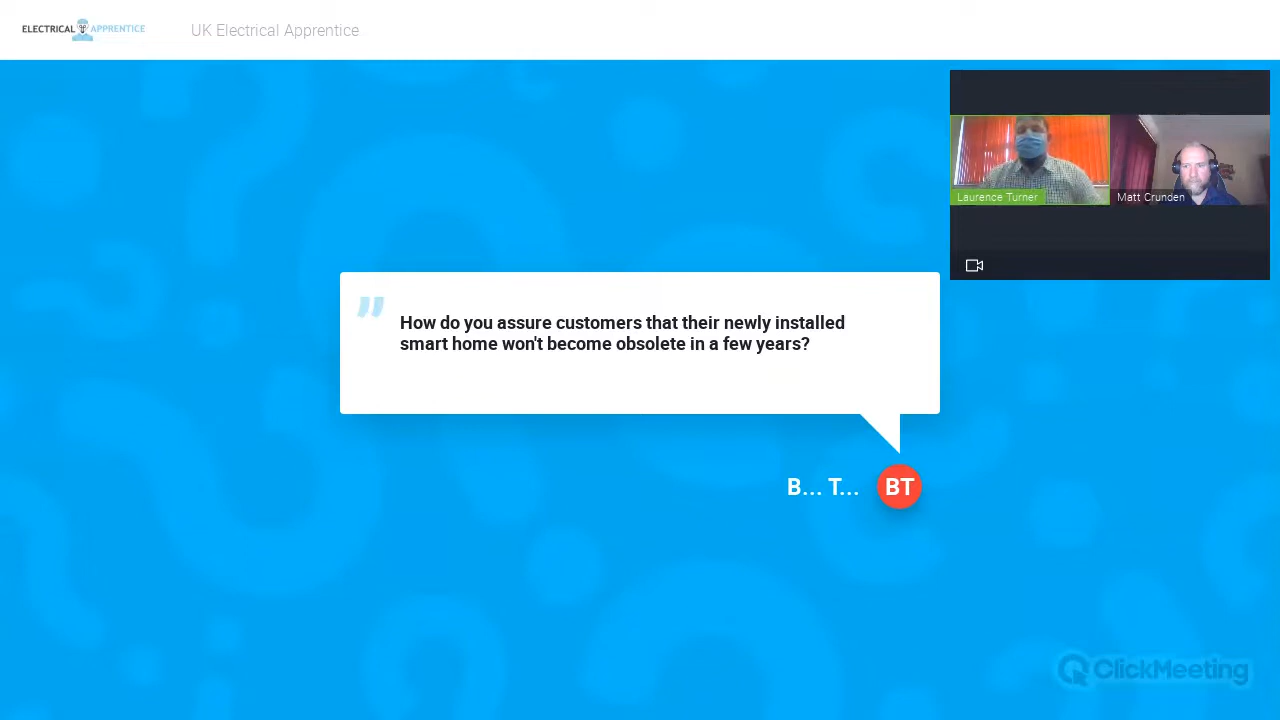 ELECTRICAL APPRENTICE
UK Electrical Apprentice
Laurence Turner
Matt Crunden
How do you assure customers that their newly installed
smart home won't become obsolete in a few years?
B... T...
BT
ClickMeeting